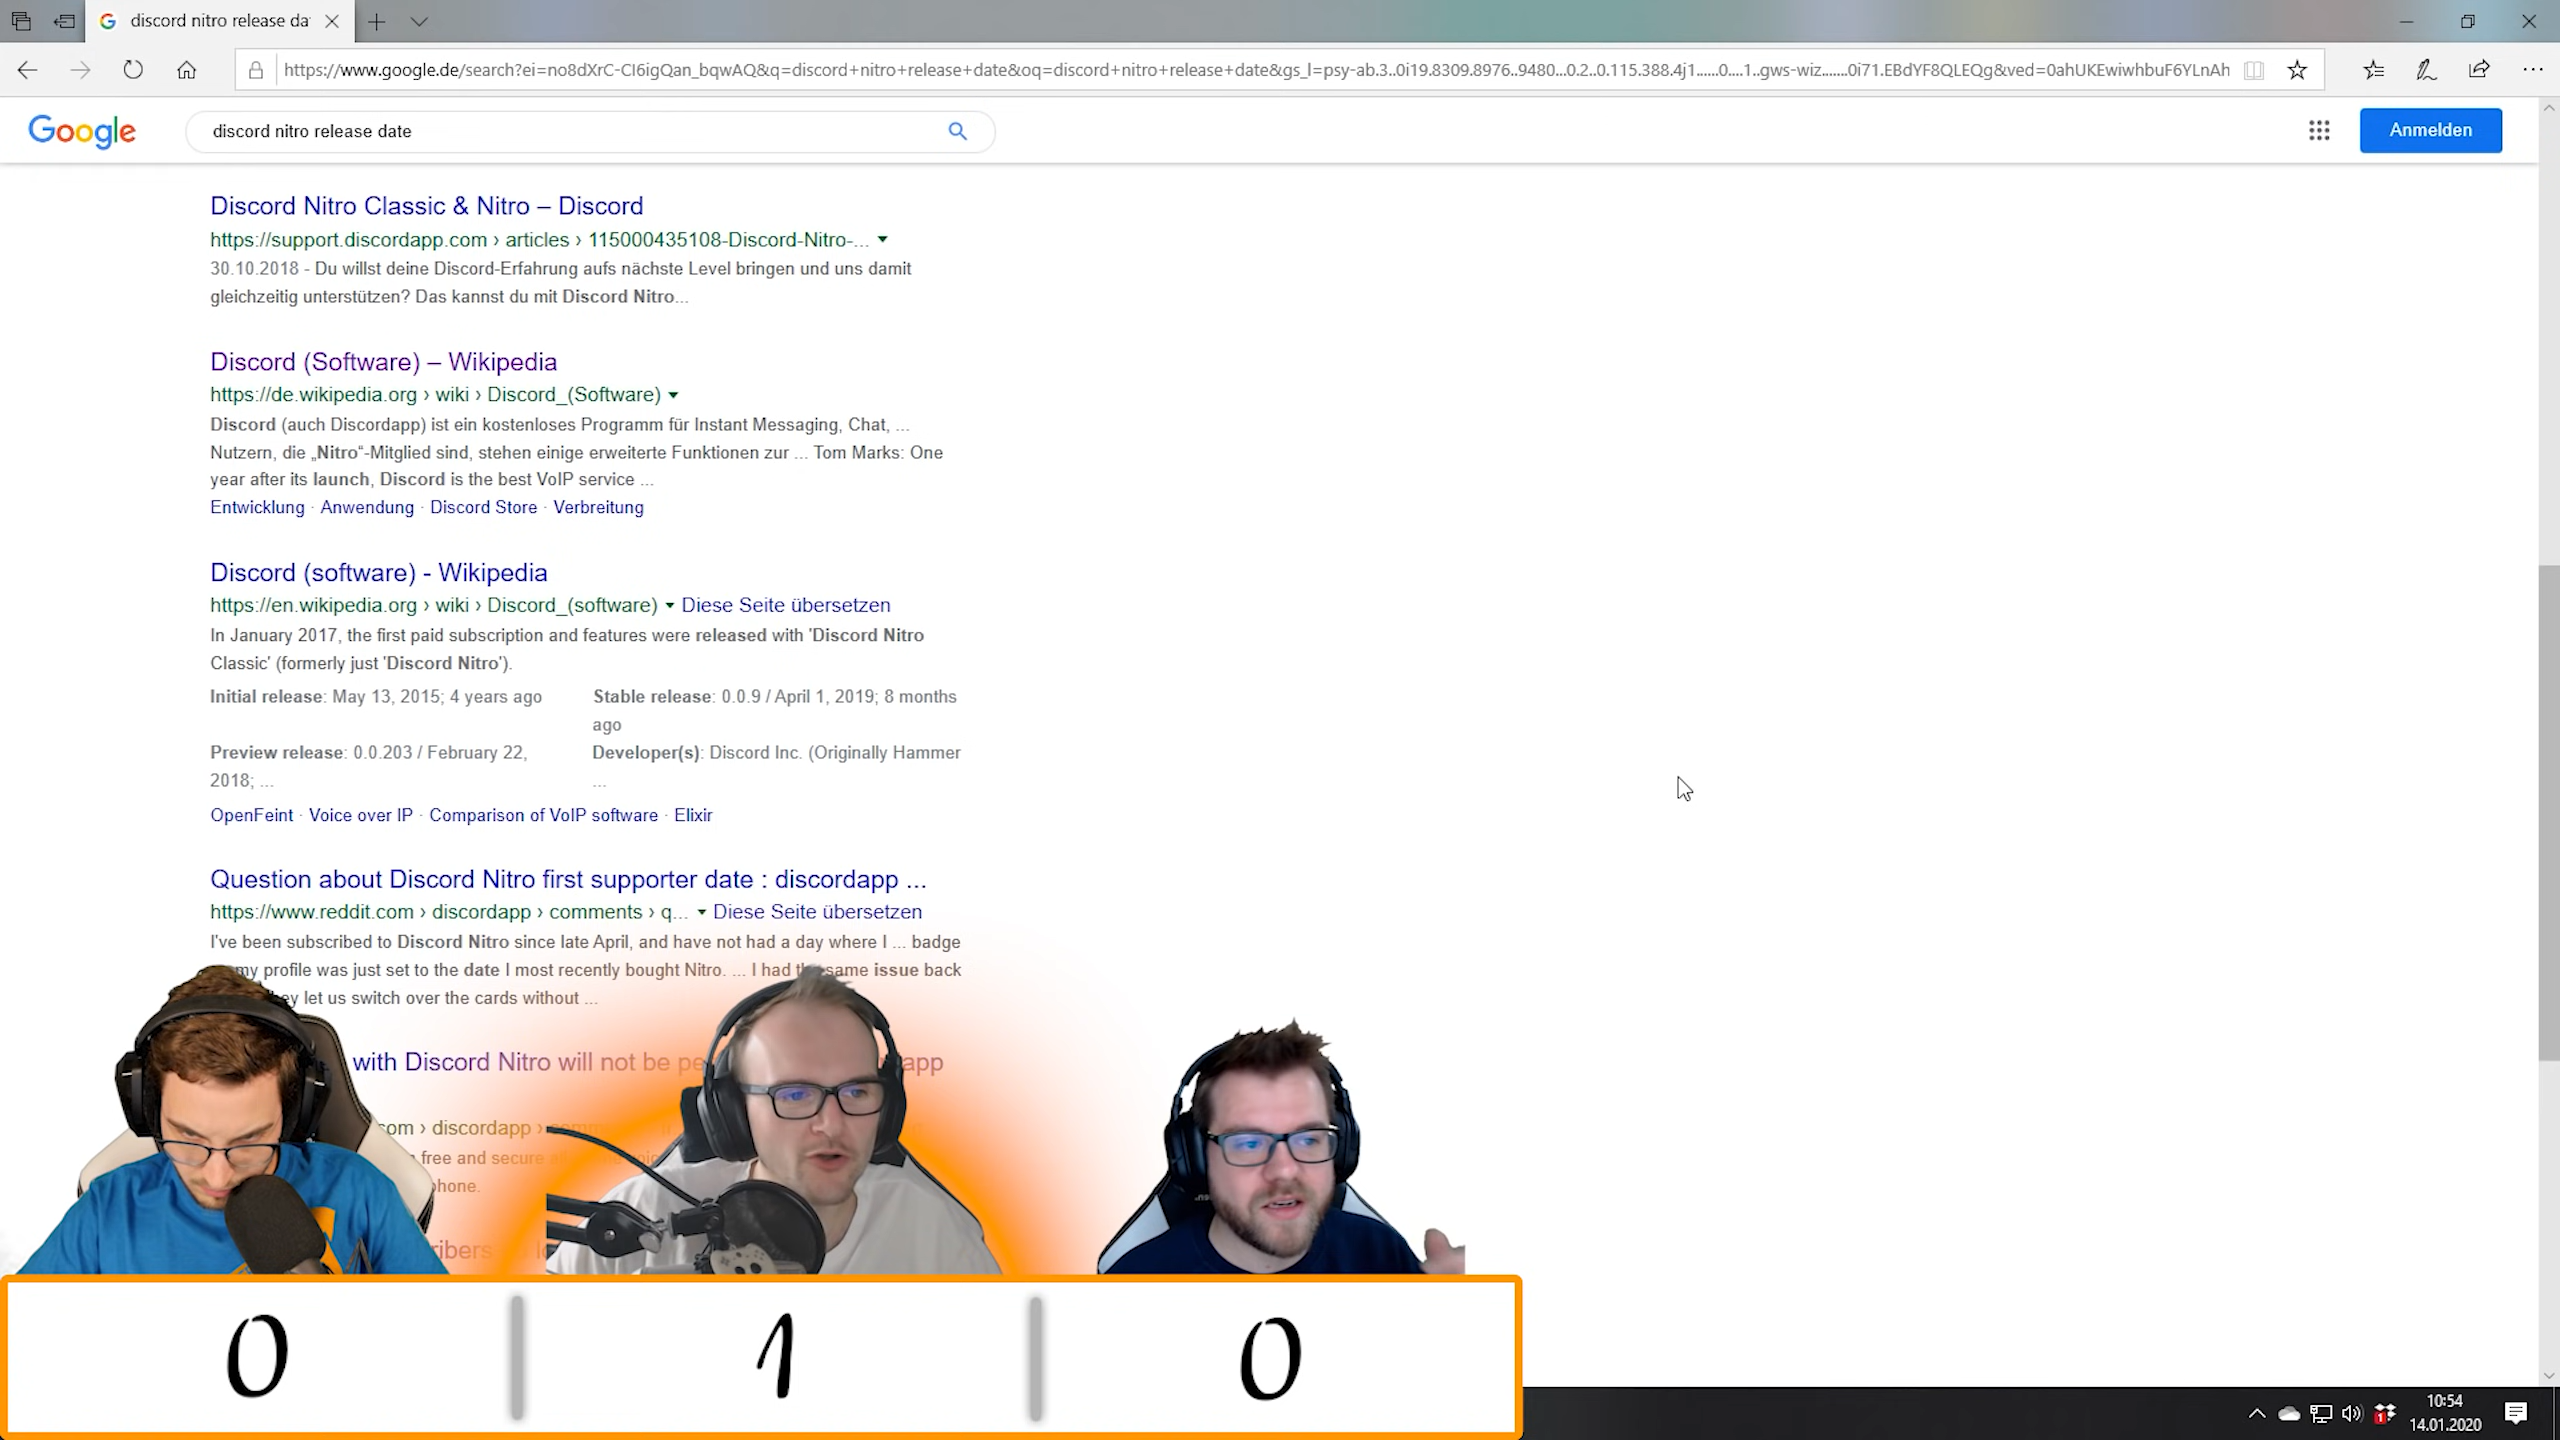 discord nitro release da
https://www.google.de/search?ei=no8dXrC-CI6igQan_bqwAQ&q=discord+nitro+release+date&oq=discord+nitro+release+date&gs_l=psy-ab.3..0i19.8309.8976..9480...0.2..0.115.388.4j1......0....1..gws-wiz.......0i71.EBdYF8QLEQg&ved=0ahUKEwiwhbuF6YLnAh
Google
discord nitro release date
Anmelden
Discord Nitro Classic & Nitro – Discord
https://support.discordapp.com › articles › 115000435108-Discord-Nitro-...
30.10.2018 - Du willst deine Discord-Erfahrung aufs nächste Level bringen und uns damit
gleichzeitig unterstützen? Das kannst du mit Discord Nitro...
Discord (Software) – Wikipedia
https://de.wikipedia.org › wiki › Discord_(Software)
Discord (auch Discordapp) ist ein kostenloses Programm für Instant Messaging, Chat, ...
Nutzern, die „Nitro“-Mitglied sind, stehen einige erweiterte Funktionen zur ... Tom Marks: One
year after its launch, Discord is the best VoIP service ...
Entwicklung · Anwendung · Discord Store · Verbreitung
Discord (software) - Wikipedia
https://en.wikipedia.org › wiki › Discord_(software) Diese Seite übersetzen
In January 2017, the first paid subscription and features were released with 'Discord Nitro
Classic' (formerly just 'Discord Nitro').
Initial release: May 13, 2015; 4 years ago
Stable release: 0.0.9 / April 1, 2019; 8 months
ago
Preview release: 0.0.203 / February 22,
2018; ...
Developer(s): Discord Inc. (Originally Hammer
...
OpenFeint · Voice over IP · Comparison of VoIP software · Elixir
Question about Discord Nitro first supporter date : discordapp ...
https://www.reddit.com › discordapp › comments › q... Diese Seite übersetzen
I've been subscribed to Discord Nitro since late April, and have not had a day where I ... badge
my profile was just set to the date I most recently bought Nitro. ... I had same issue back
let us switch over the cards without ...
with Discord Nitro will not be app
com › discordapp ›
free and secure
phone.
0
1
0
10:54
14.01.2020